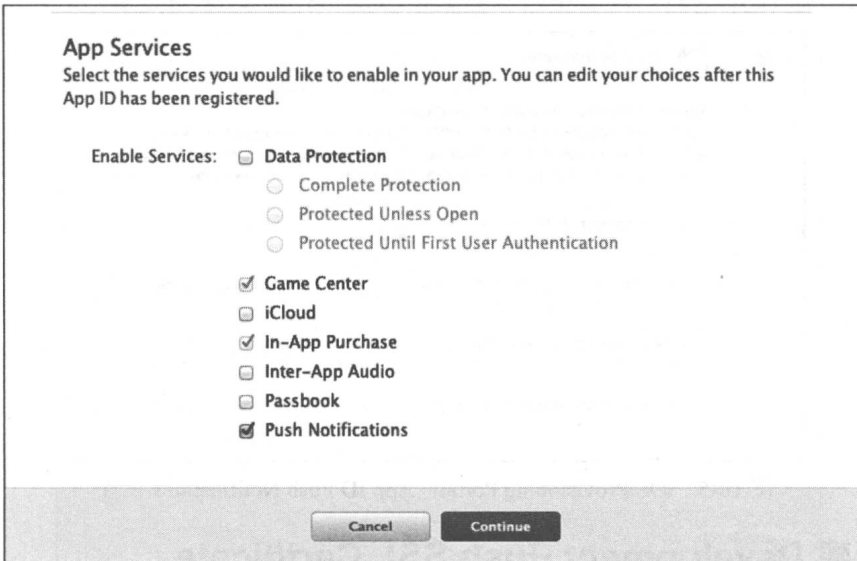 App Services
Select the services you would like to enable in your app. You can edit your choices after this
App ID has been registered.
Enable Services: Data Protection
Complete Protection
Protected Unless Open
Protected Until First User Authentication
Game Center
iCloud
In-App Purchase
Inter-App Audio
Passbook
Push Notifications
Cancel Continue